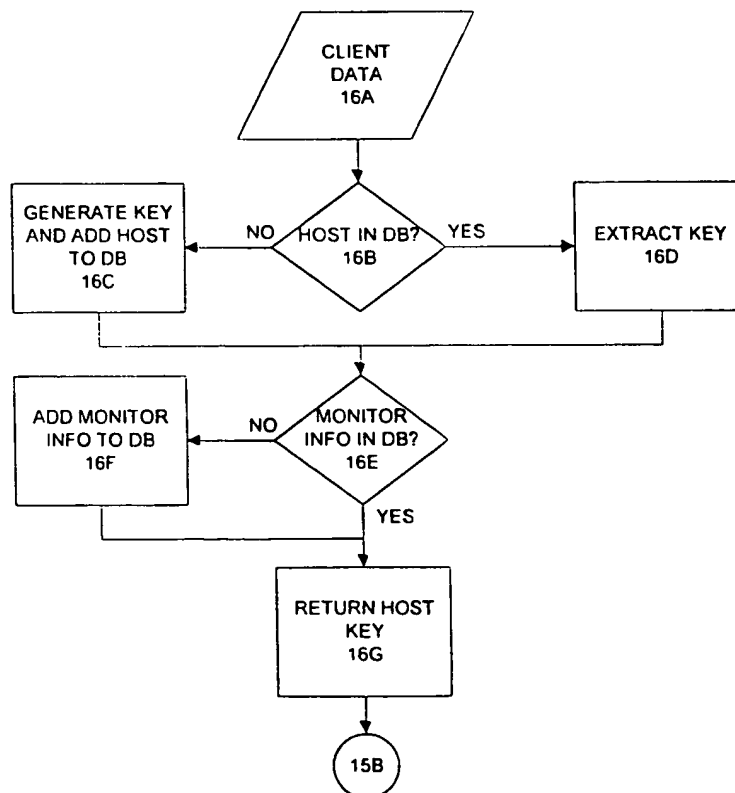 CLIENT
DATA
16A
GENERATE KEY
AND ADD HOST
TO DB
16C
NO
HOST IN DB?
16B
YES
EXTRACT KEY
16D
ADD MONITOR
INFO TO DB
16F
NO
MONITOR
INFO IN DB?
16E
YES
RETURN HOST
KEY
16G
15B